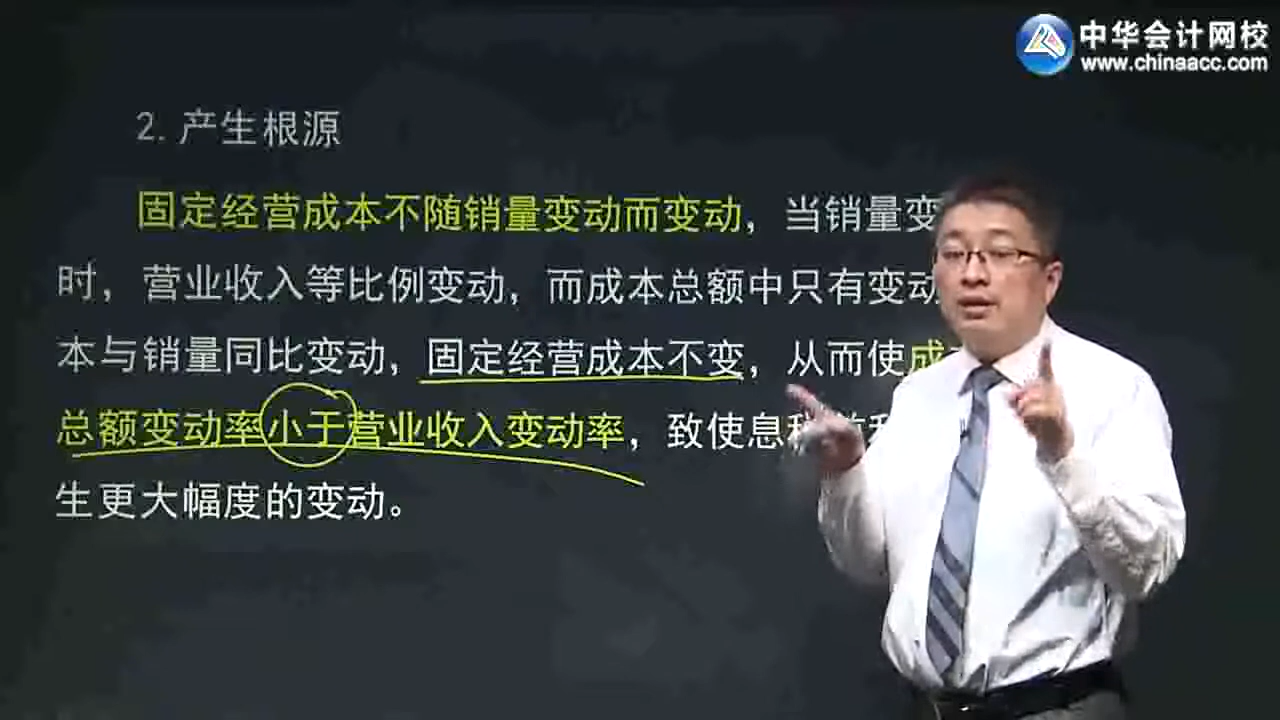 中华会计网校
www.chinaacc.com
2. 产生根源
固定经营成本不随销量变动而变动，当销量变
时，营业收入等比例变动，而成本总额中只有变动
本与销量同比变动，固定经营成本不变，从而使成
总额变动率小于营业收入变动率，致使息税前利
生更大幅度的变动。